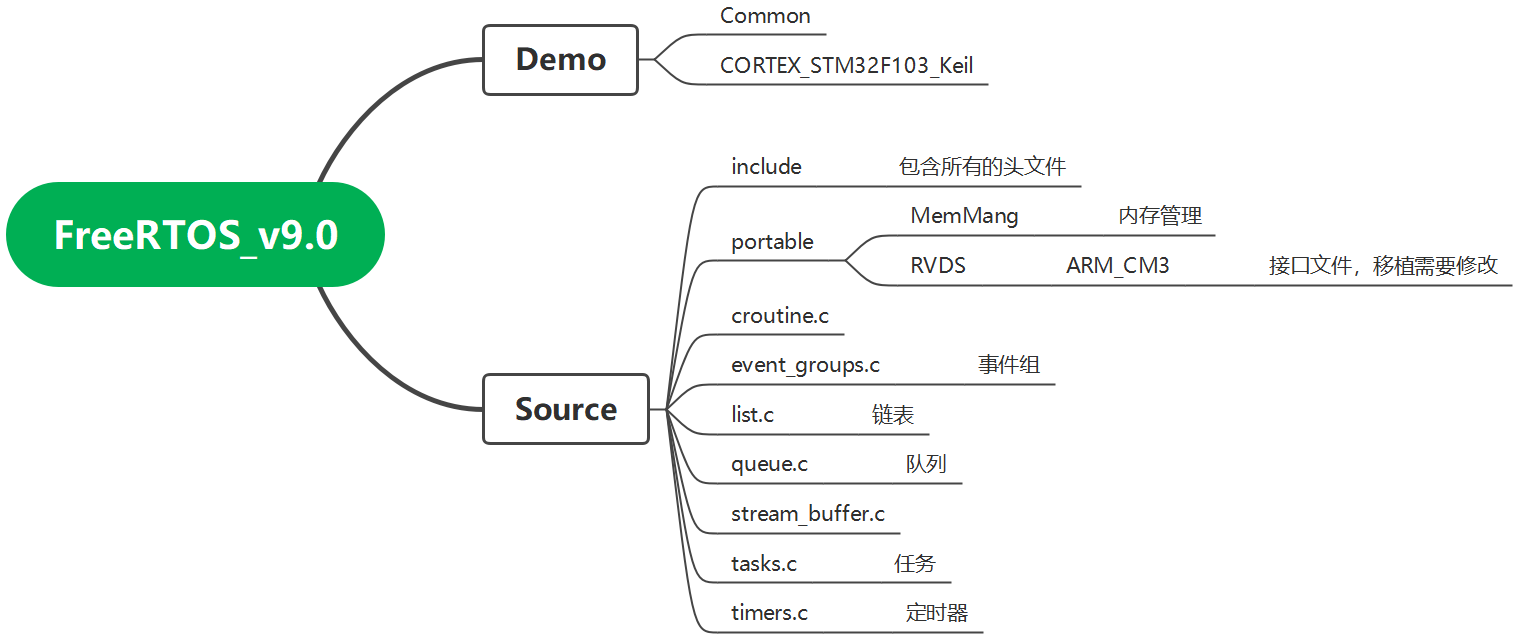 FreeRTOS_v9.0
Demo
Common
CORTEX_STM32F103_Keil
Source
include 包含所有的头文件
portable
MemMang 内存管理
RVDS ARM_CM3 接口文件，移植需要修改
croutine.c
event_groups.c 事件组
list.c 链表
queue.c 队列
stream_buffer.c
tasks.c 任务
timers.c 定时器